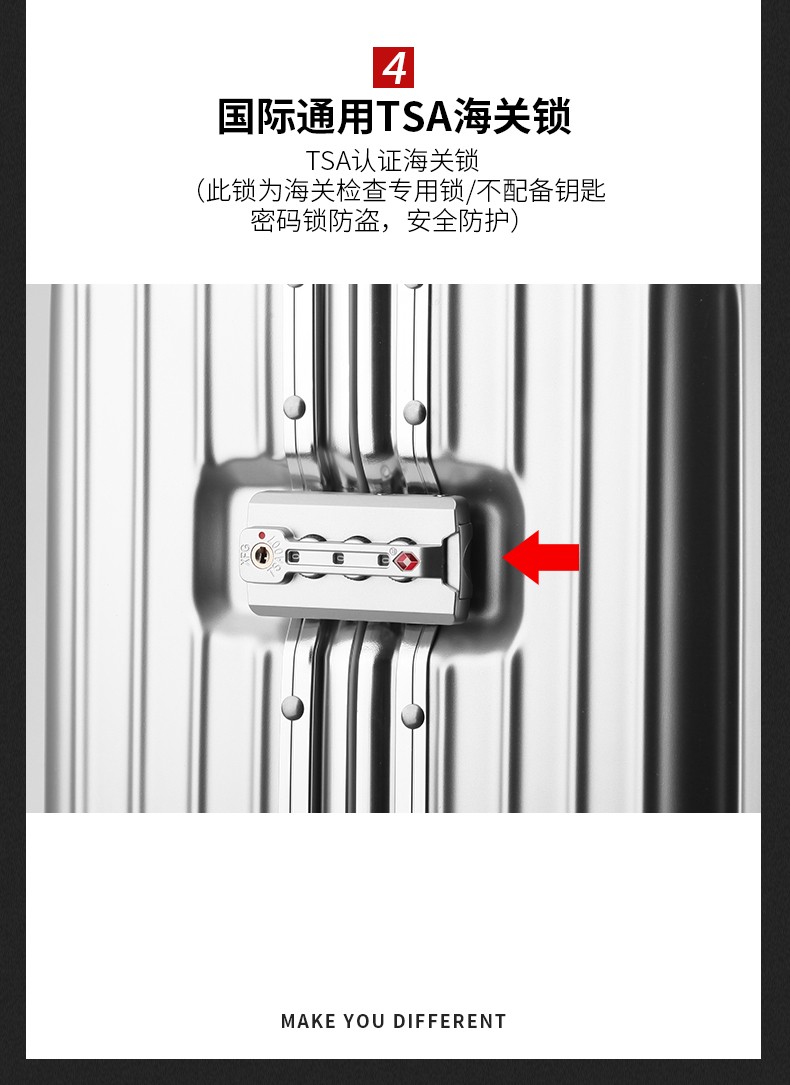 4
国际通用TSA海关锁
TSA认证海关锁
（此锁为海关检查专用锁/不配备钥匙
密码锁防盗，安全防护）
XFG
TSA007
MAKE YOU DIFFERENT